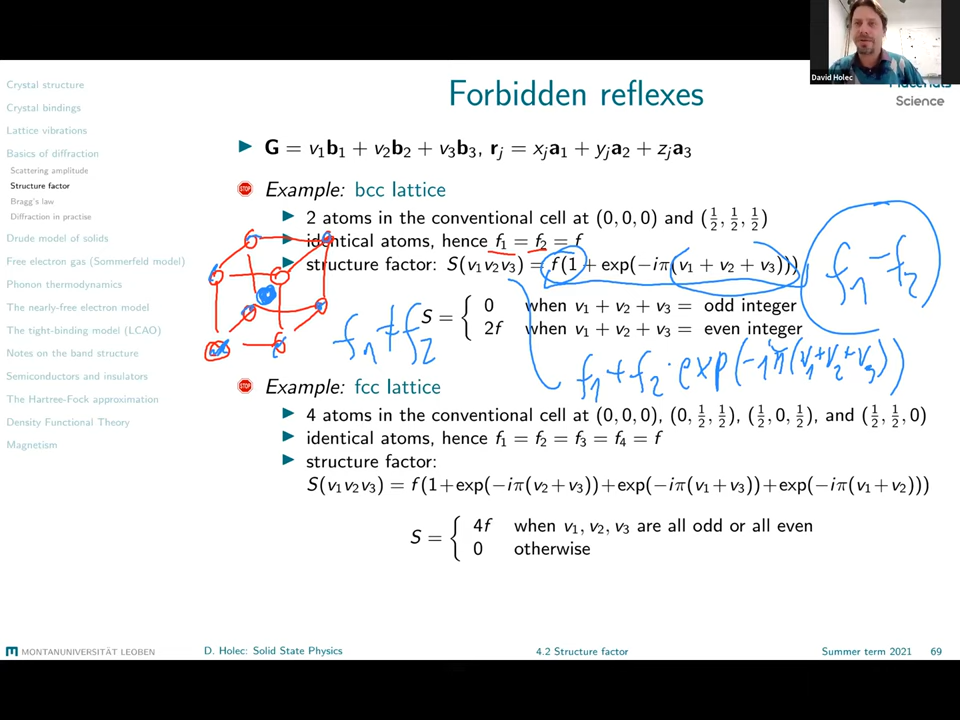 David Holec
Materials
Science
Forbidden reflexes
Crystal structure
Crystal bindings
Lattice vibrations
Basics of diffraction
Scattering amplitude
Structure factor
Bragg's law
Diffraction in practise
Drude model of solids
Free electron gas (Sommerfeld model)
Phonon thermodynamics
The nearly-free electron model
The tight-binding model (LCAO)
Notes on the band structure
Semiconductors and insulators
The Hartree-Fock approximation
Density Functional Theory
Magnetism
G = v₁b₁ + v₂b₂ + v₃b₃, rⱼ = xⱼa₁ + yⱼa₂ + zⱼa₃
STOP Example: bcc lattice
2 atoms in the conventional cell at (0, 0, 0) and (1/2, 1/2, 1/2)
identical atoms, hence f₁ = f₂ = f
structure factor: S(v₁v₂v₃) = f(1 + exp(−iπ(v₁ + v₂ + v₃)))
f₁ − f₂
S = { 0 when v₁ + v₂ + v₃ = odd integer
2f when v₁ + v₂ + v₃ = even integer
f₁ + f₂
f₁ + f₂ · exp(−iπ(v₁+v₂+v₃))
STOP Example: fcc lattice
4 atoms in the conventional cell at (0, 0, 0), (0, 1/2, 1/2), (1/2, 0, 1/2), and (1/2, 1/2, 0)
identical atoms, hence f₁ = f₂ = f₃ = f₄ = f
structure factor:
S(v₁v₂v₃) = f(1+exp(−iπ(v₂+v₃))+exp(−iπ(v₁+v₃))+exp(−iπ(v₁+v₂)))
S = { 4f when v₁, v₂, v₃ are all odd or all even
0 otherwise
MONTANUNIVERSITÄT LEOBEN
D. Holec: Solid State Physics
4.2 Structure factor
Summer term 2021 69